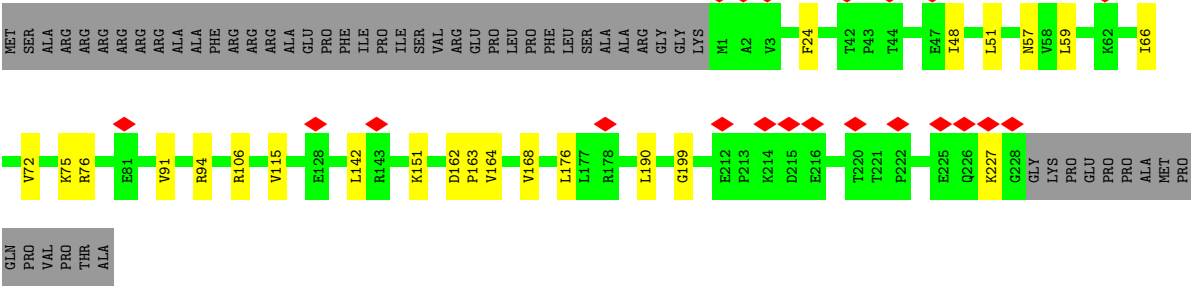 MET SER ALA ARG ARG ARG ARG ARG ARG ALA ALA PHE ARG ARG ARG ALA GLU PRO PHE ILE PRO ILE SER VAL ARG GLU PRO LEU PRO PHE LEU SER ALA ALA ARG GLY GLY LYS M1 A2 V3 F24 T42 P43 T44 E47 I48 L51 N57 V58 L59 K62 I66
V72 K75 R76 E81 V91 R94 R106 V115 E128 L142 R143 K151 D162 P163 V164 V168 L176 L177 R178 L190 G199 E212 P213 K214 D215 E216 T220 T221 P222 E225 Q226 K227 G228 GLY LYS PRO GLU PRO PRO ALA MET PRO
GLN PRO VAL PRO THR ALA